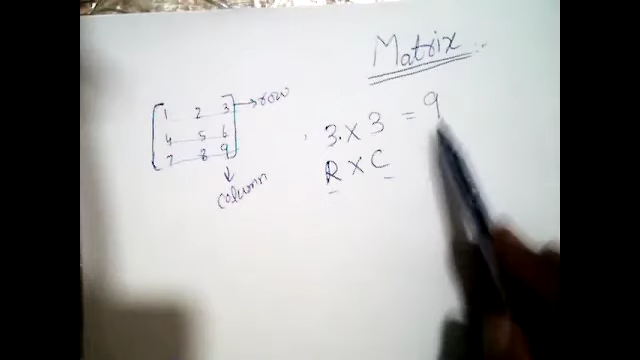 Matrix
1 2 3 → row
4 5 6
7 8 9
↓
column
3 × 3 = 9
R × C